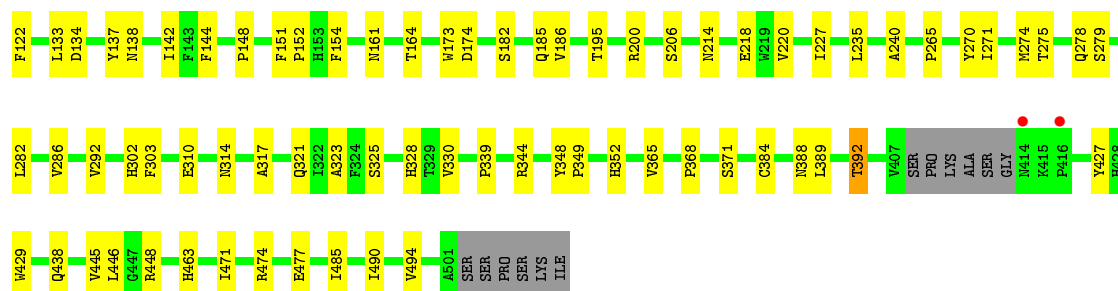 F122 L133 D134 Y137 N138 I142 F143 F144 P148 F151 P152 H153 F154 N161 T164 W173 D174 S182 Q185 V186 T195 R200 S206 N214 E218 W219 V220 I227 L235 A240 P265 Y270 I271 M274 T275 Q278 S279
L282 V286 V292 H302 F303 E310 N314 A317 Q321 I322 A323 F324 S325 H328 T329 V330 P339 R344 Y348 P349 H352 V365 P368 S371 C384 N388 L389 T392 V407 SER PRO LYS ALA SER GLY N414 K415 P416 Y427
W429 Q438 V445 L446 G447 R448 H463 I471 R474 E477 I485 I490 V494 A501 SER SER PRO SER LYS ILE